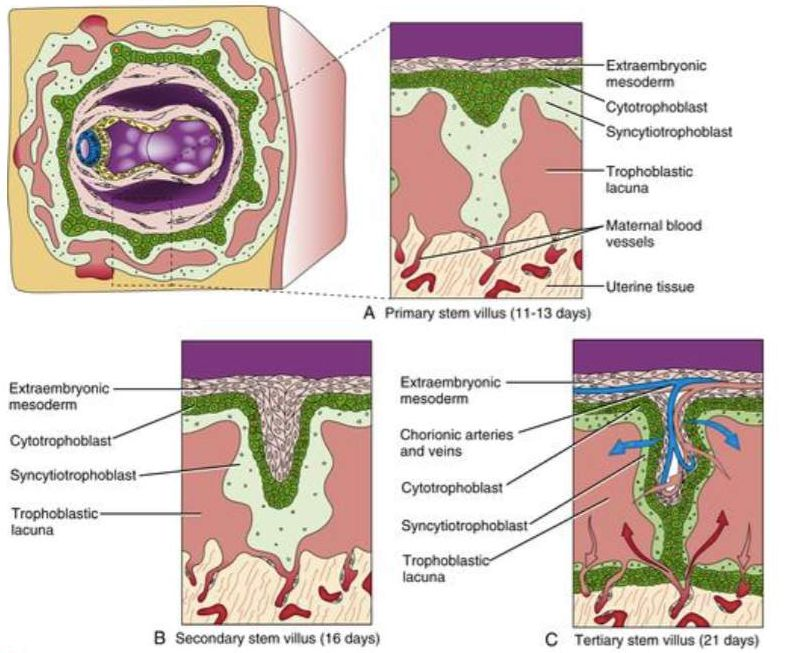 Extraembryonic
mesoderm
Cytotrophoblast
Syncytiotrophoblast
Trophoblastic
lacuna
Maternal blood
vessels
Uterine tissue
A Primary stem villus (11-13 days)
Extraembryonic
mesoderm
Cytotrophoblast
Syncytiotrophoblast
Trophoblastic
lacuna
B Secondary stem villus (16 days)
Extraembryonic
mesoderm
Chorionic arteries
and veins
Cytotrophoblast
Syncytiotrophoblast
Trophoblastic
lacuna
C Tertiary stem villus (21 days)